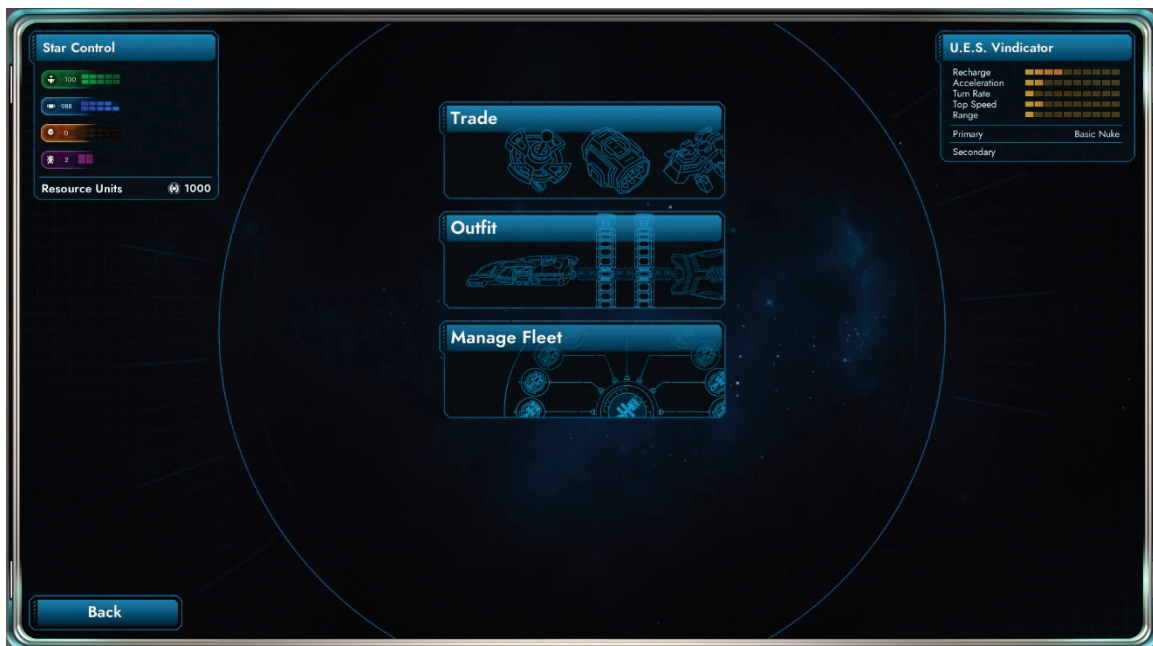 Star Control
100
988
0
2
Resource Units 1000
Trade
Outfit
Manage Fleet
U.E.S. Vindicator
Recharge
Acceleration
Turn Rate
Top Speed
Range
Primary Basic Nuke
Secondary
Back